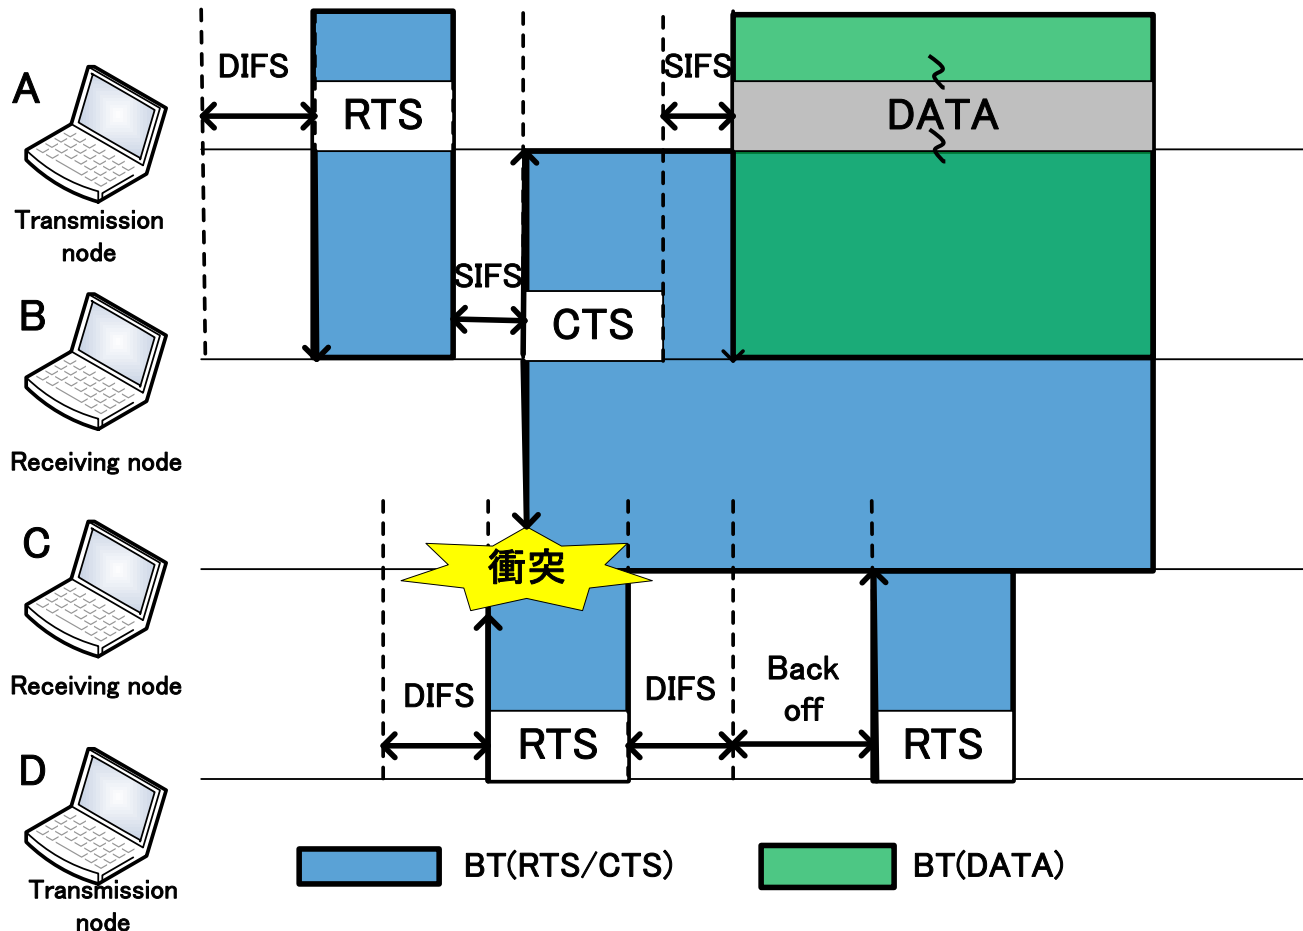 A
Transmission
node
DIFS
RTS
SIFS
DATA
B
Receiving node
SIFS
CTS
C
Receiving node
衝突
D
Transmission
node
DIFS
RTS
DIFS
Back
off
RTS
BT(RTS/CTS)
BT(DATA)